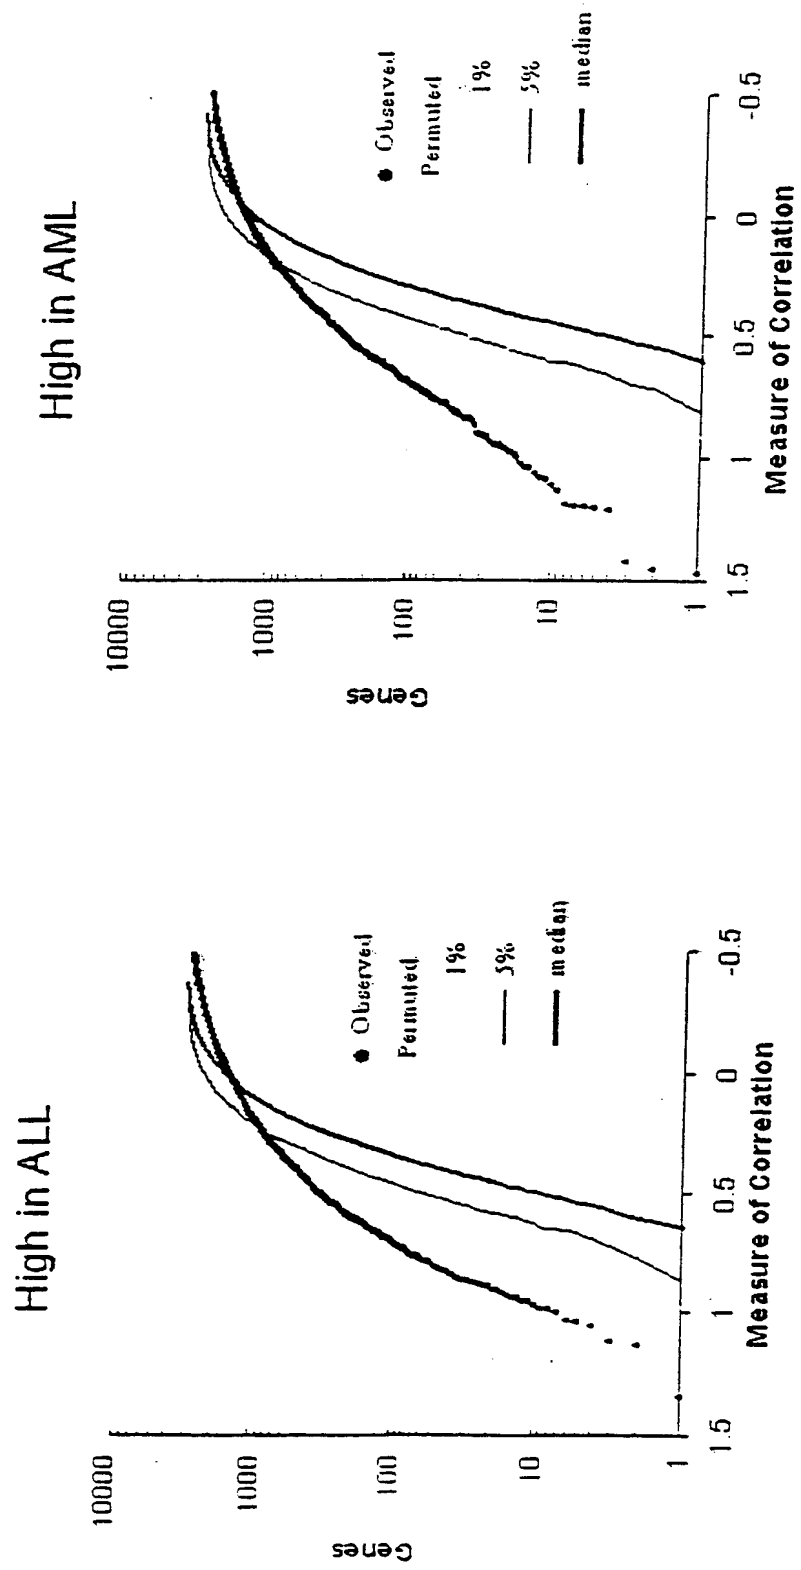 High in ALL
10000
1000
100
10
1
Genes
1.5
1
0.5
0
-0.5
Measure of Correlation
Observed
Permuted
1%
5%
median
High in AML
10000
1000
100
10
1
Genes
1.5
1
0.5
0
-0.5
Measure of Correlation
Observed
Permuted
1%
5%
median